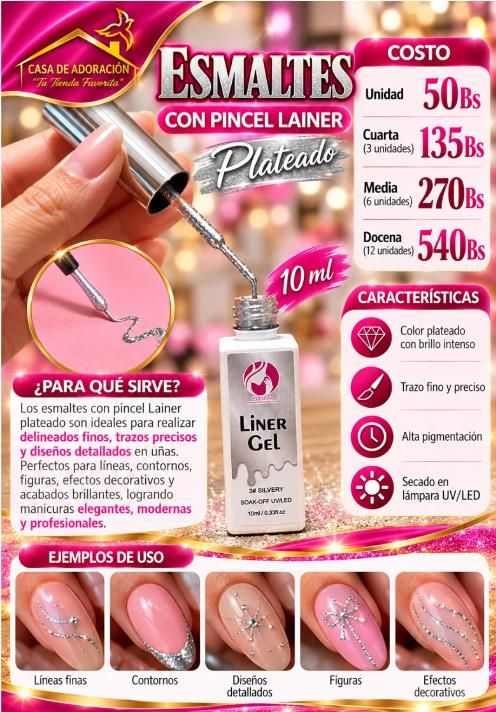 CASA DE ADORACIÓN
"Tu Tienda Favorita"
ESMALTES
CON PINCEL LAINER
Plateado
10 ml
COSTO
Unidad 50Bs
Cuarta
(3 unidades) 135Bs
Media
(6 unidades) 270Bs
Docena
(12 unidades) 540Bs
CARACTERÍSTICAS
Color plateado
con brillo intenso
Trazo fino y preciso
Alta pigmentación
Secado en
lámpara UV/LED
¿PARA QUÉ SIRVE?
Los esmaltes con pincel Lainer
plateado son ideales para realizar
delineados finos, trazos precisos
y diseños detallados en uñas.
Perfectos para líneas, contornos,
figuras, efectos decorativos y
acabados brillantes, logrando
manicuras elegantes, modernas
y profesionales.
LINER
GEL
3# SILVERY
SOAK-OFF UV/LED
10ml / 0.33fl.oz
EJEMPLOS DE USO
Líneas finas
Contornos
Diseños
detallados
Figuras
Efectos
decorativos